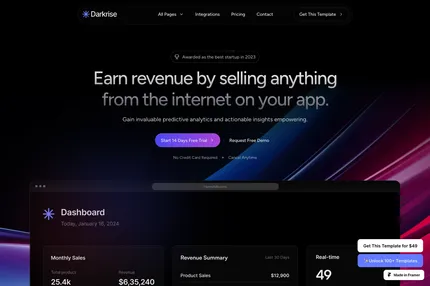 Darkrise
All Pages
Integrations
Pricing
Contact
Get This Template
Awarded as the best startup in 2023
Earn revenue by selling anything
from the internet on your app.
Gain invaluable predictive analytics and actionable insights empowering.
Start 14 Days Free Trial
Request Free Demo
No Credit Card Required
Cancel Anytime
Dashboard
Today, January 16, 2024
Monthly Sales
Revenue Summary
Last 30 Days
Real-time
Total product
Revenue
25.4k
$6,35,240
Product Sales
$12,900
49
Get This Template for $49
Unlock 100+ Templates
Made in Framer